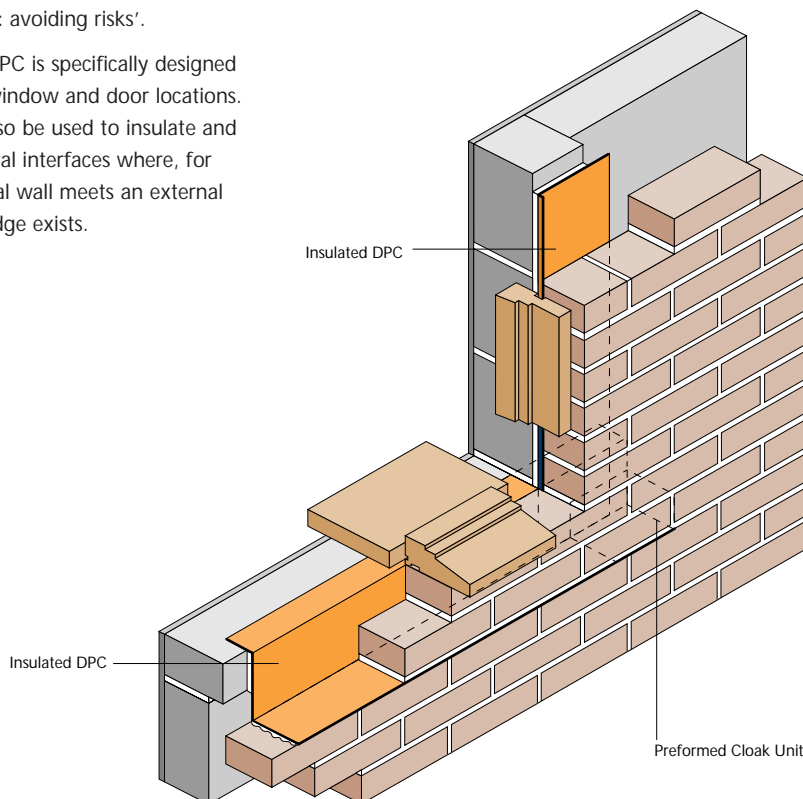 : avoiding risks’.
PC is specifically designed
window and door locations.
so be used to insulate and
al interfaces where, for
al wall meets an external
dge exists.
Insulated DPC
Insulated DPC
Preformed Cloak Unit